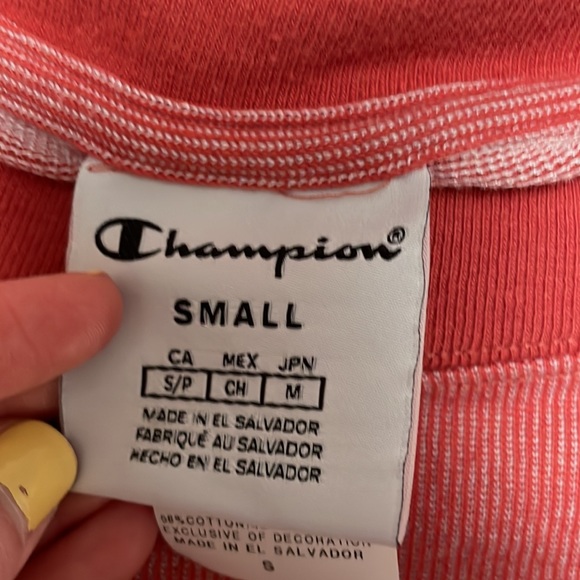 Champion®
SMALL
CA MEX JPN
S/P CH M
MADE IN EL SALVADOR
FABRIQUÉ AU SALVADOR
HECHO EN EL SALVADOR
COTTON
EXCLUSIVE OF DECORATION
MADE IN EL SALVADOR
S